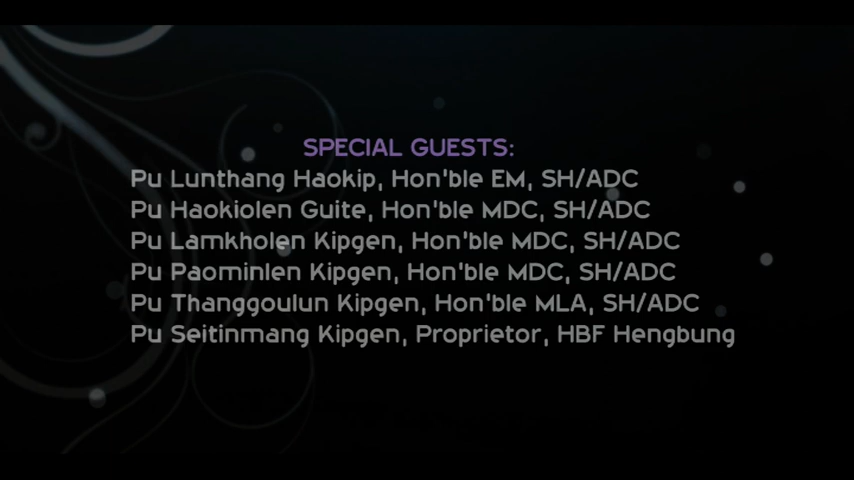 SPECIAL GUESTS:
Pu Lunthang Haokip, Hon'ble EM, SH/ADC
Pu Haokiolen Guite, Hon'ble MDC, SH/ADC
Pu Lamkholen Kipgen, Hon'ble MDC, SH/ADC
Pu Paominlen Kipgen, Hon'ble MDC, SH/ADC
Pu Thanggoulun Kipgen, Hon'ble MLA, SH/ADC
Pu Seitinmang Kipgen, Proprietor, HBF Hengbung